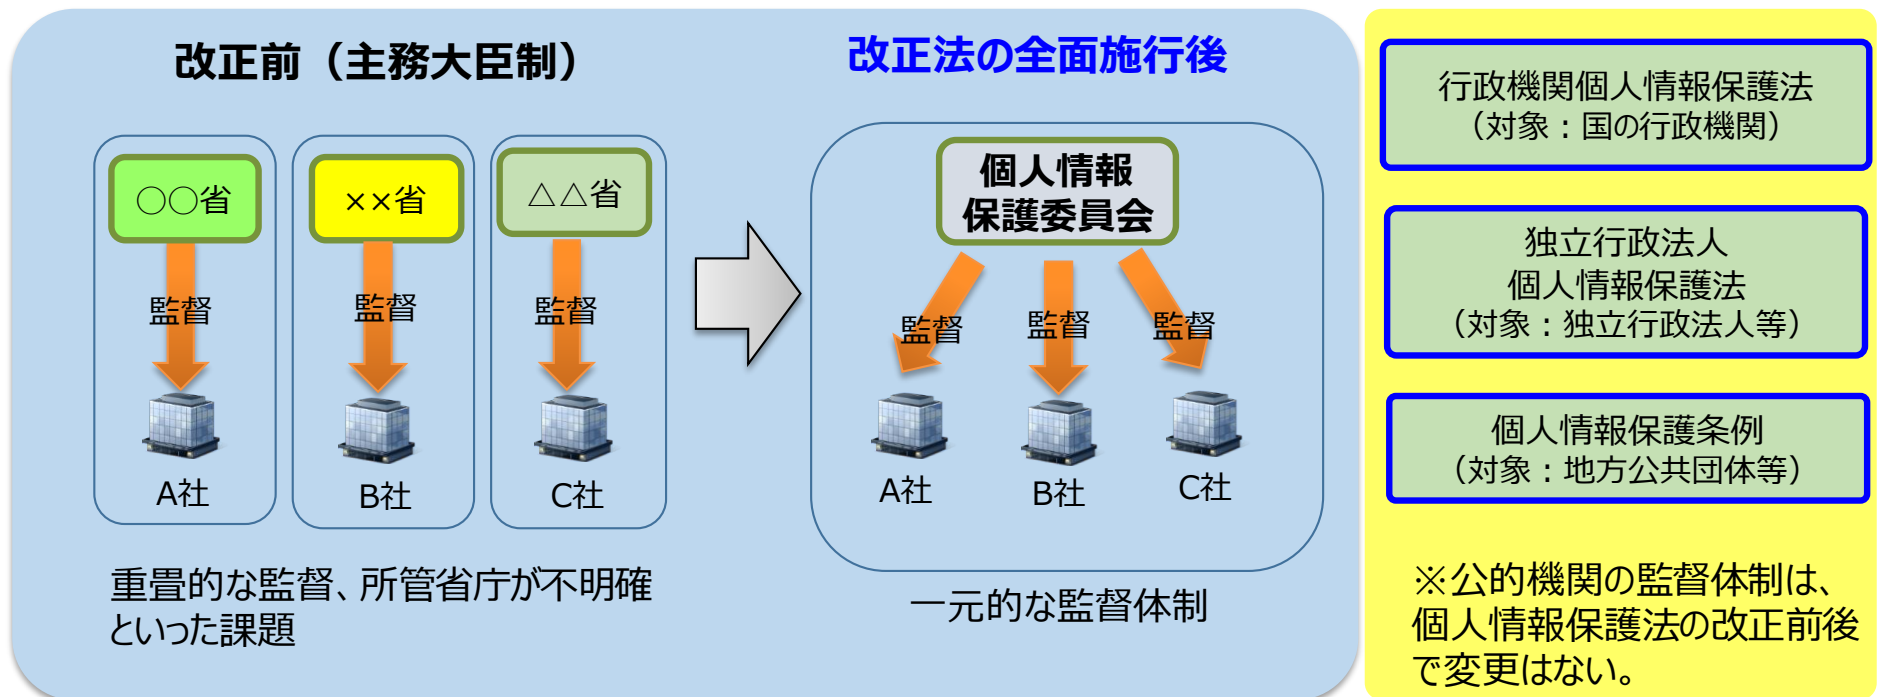 改正前（主務大臣制）
○○省
××省
△△省
監督
監督
監督
A社
B社
C社
重畳的な監督、所管省庁が不明確
といった課題
改正法の全面施行後
個人情報
保護委員会
監督
監督
監督
A社
B社
C社
一元的な監督体制
行政機関個人情報保護法
（対象：国の行政機関）
独立行政法人
個人情報保護法
（対象：独立行政法人等）
個人情報保護条例
（対象：地方公共団体等）
※公的機関の監督体制は、
個人情報保護法の改正前後
で変更はない。